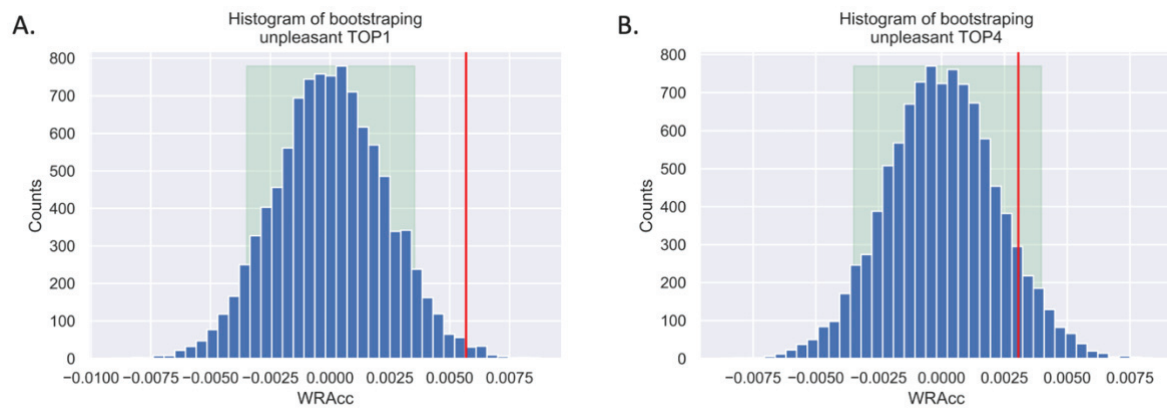 A.
Histogram of bootstraping
unpleasant TOP1
800
700
600
500
400
300
200
100
0
Counts
−0.0100 −0.0075 −0.0050 −0.0025 0.0000 0.0025 0.0050 0.0075
WRAcc
B.
Histogram of bootstraping
unpleasant TOP4
800
700
600
500
400
300
200
100
0
Counts
−0.0075 −0.0050 −0.0025 0.0000 0.0025 0.0050 0.0075
WRAcc